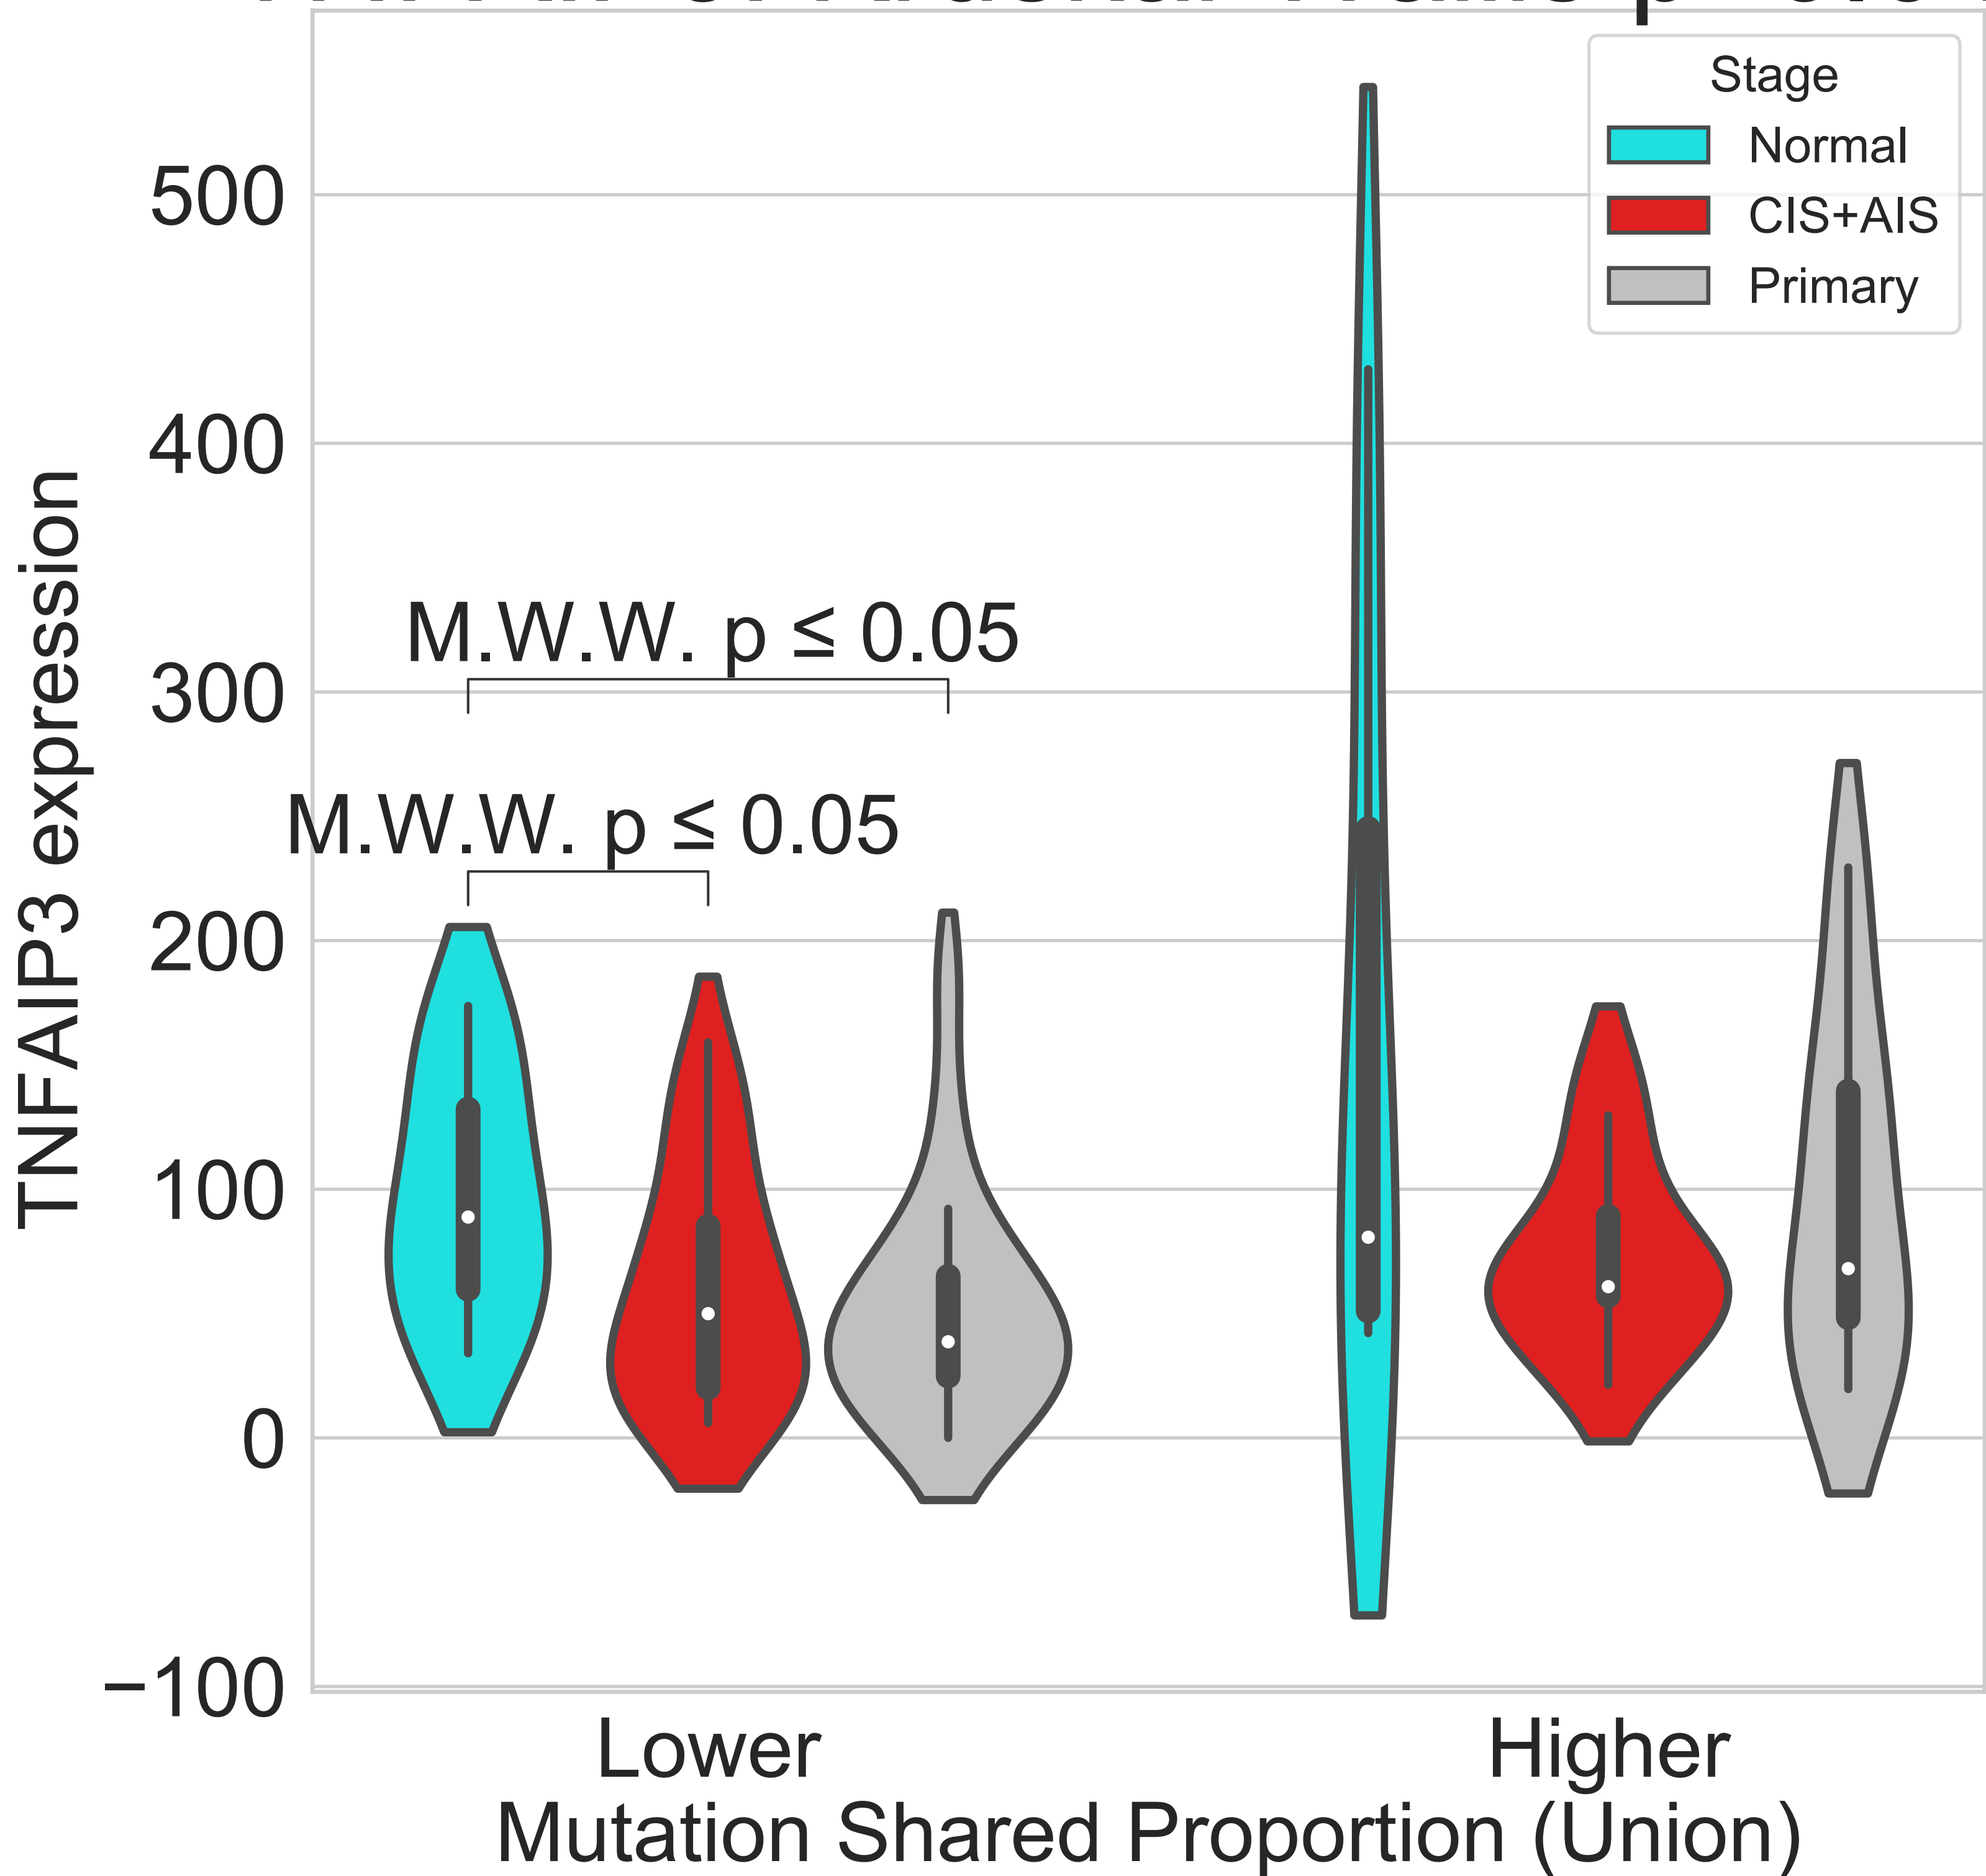 Stage
Normal
CIS+AIS
Primary
500
400
300
200
100
0
−100
TNFAIP3 expression
M.W.W. p ≤ 0.05
M.W.W. p ≤ 0.05
Lower
Higher
Mutation Shared Proportion (Union)